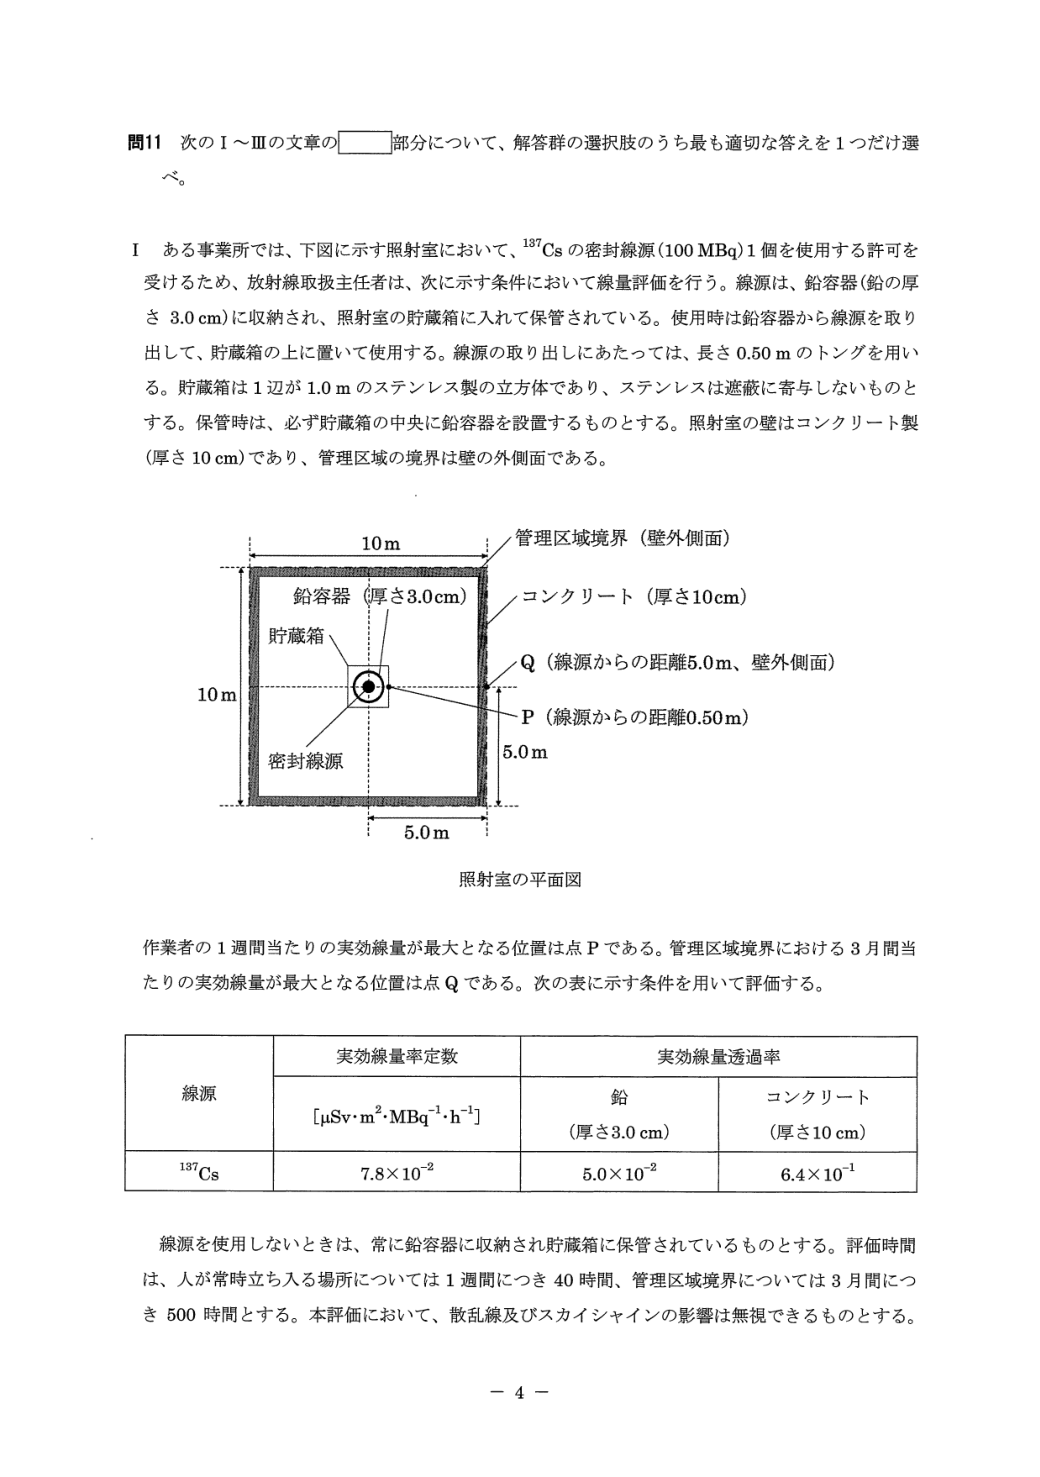 問11　次のⅠ～Ⅲの文章の　　部分について、解答群の選択肢のうち最も適切な答えを1つだけ選
べ。
Ⅰ　ある事業所では、下図に示す照射室において、¹³⁷Cs の密封線源(100 MBq)1 個を使用する許可を
受けるため、放射線取扱主任者は、次に示す条件において線量評価を行う。線源は、鉛容器(鉛の厚
さ 3.0 cm)に収納され、照射室の貯蔵箱に入れて保管されている。使用時は鉛容器から線源を取り
出して、貯蔵箱の上に置いて使用する。線源の取り出しにあたっては、長さ 0.50 m のトングを用い
る。貯蔵箱は 1 辺が 1.0 m のステンレス製の立方体であり、ステンレスは遮蔽に寄与しないものと
する。保管時は、必ず貯蔵箱の中央に鉛容器を設置するものとする。照射室の壁はコンクリート製
(厚さ 10 cm)であり、管理区域の境界は壁の外側面である。
管理区域境界（壁外側面）
10m
鉛容器（厚さ3.0cm）
コンクリート（厚さ10cm）
貯蔵箱
Q（線源からの距離5.0m、壁外側面）
10m
P（線源からの距離0.50m）
5.0m
密封線源
5.0m
照射室の平面図
作業者の 1 週間当たりの実効線量が最大となる位置は点 P である。管理区域境界における 3 月間当
たりの実効線量が最大となる位置は点 Q である。次の表に示す条件を用いて評価する。
線源
実効線量率定数
実効線量透過率
[μSv･m²･MBq⁻¹･h⁻¹]
鉛
（厚さ3.0 cm）
コンクリート
（厚さ10 cm）
¹³⁷Cs
7.8×10⁻²
5.0×10⁻²
6.4×10⁻¹
線源を使用しないときは、常に鉛容器に収納され貯蔵箱に保管されているものとする。評価時間
は、人が常時立ち入る場所については 1 週間につき 40 時間、管理区域境界については 3 月間につ
き 500 時間とする。本評価において、散乱線及びスカイシャインの影響は無視できるものとする。
－ 4 －